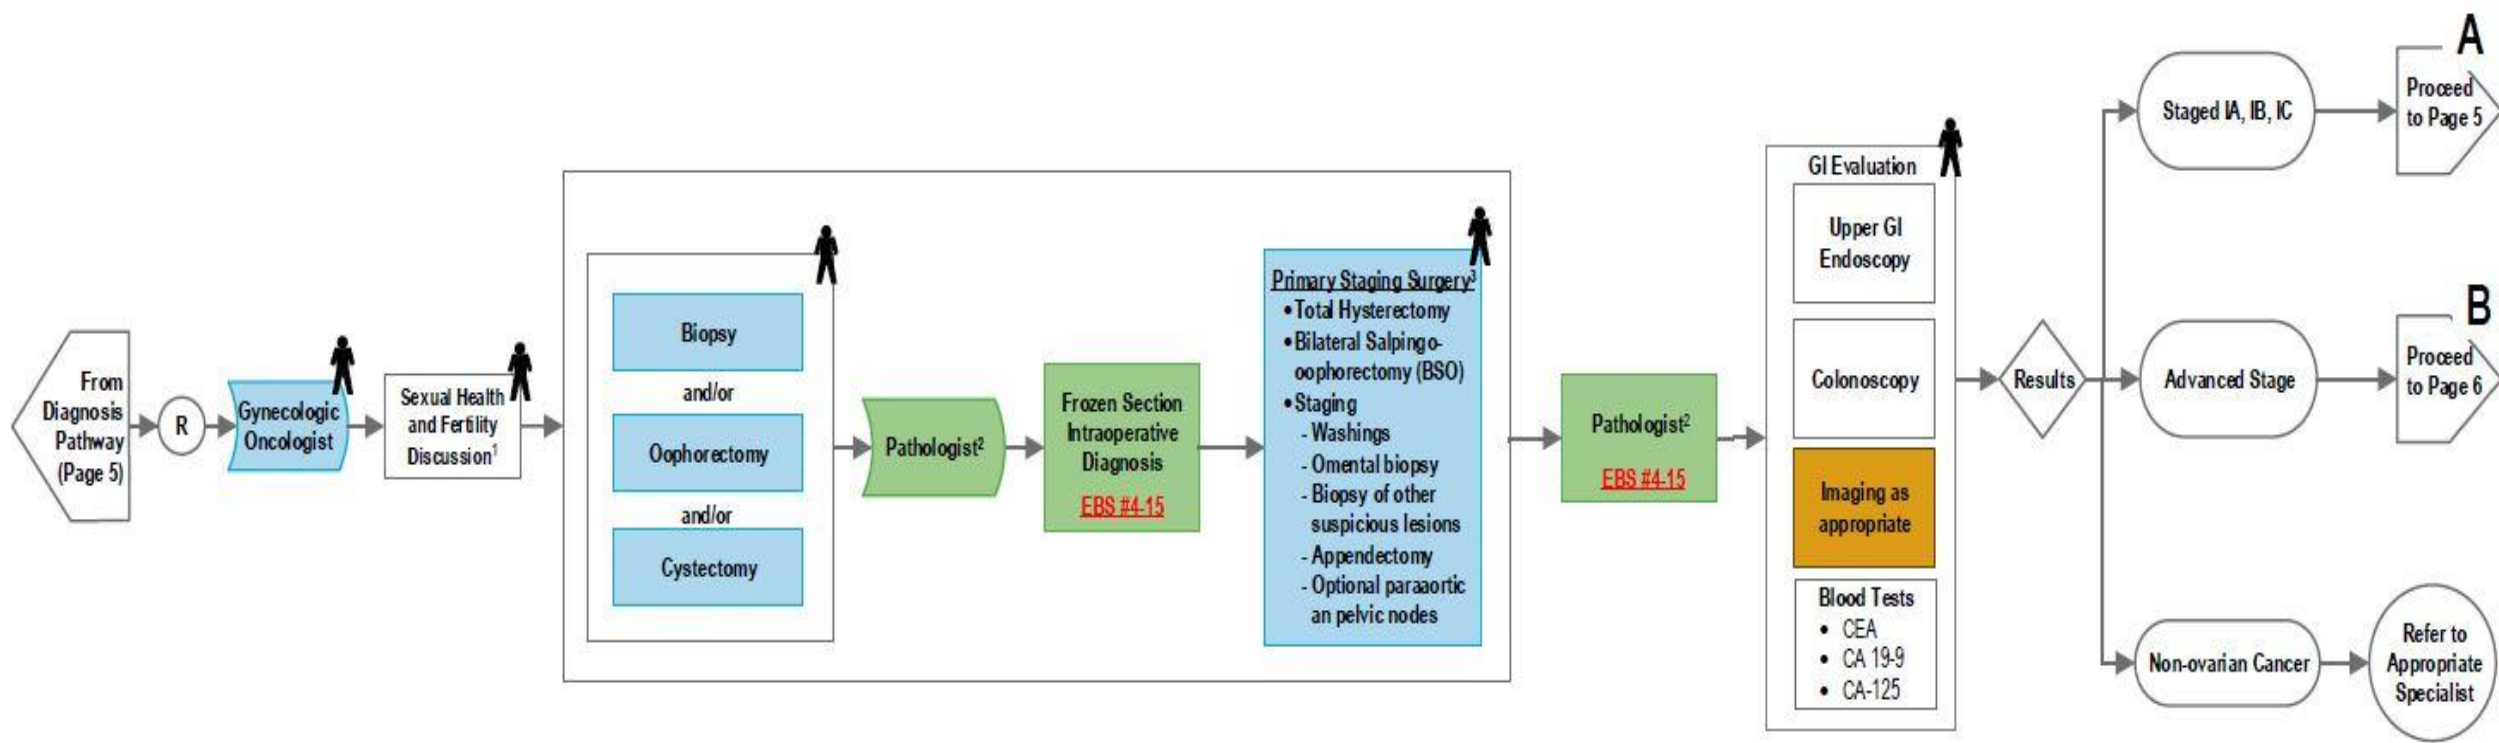 From
Diagnosis
Pathway
(Page 5)
R
Gynecologic
Oncologist
Sexual Health
and Fertility
Discussion¹
Biopsy
and/or
Oophorectomy
and/or
Cystectomy
Pathologist²
Frozen Section
Intraoperative
Diagnosis
EBS #4-15
Primary Staging Surgery³
• Total Hysterectomy
• Bilateral Salpingo-
oophorectomy (BSO)
• Staging
- Washings
- Omental biopsy
- Biopsy of other
suspicious lesions
- Appendectomy
- Optional paraaortic
an pelvic nodes
Pathologist²
EBS #4-15
GI Evaluation
Upper GI
Endoscopy
Colonoscopy
Imaging as
appropriate
Blood Tests
• CEA
• CA 19-9
• CA-125
Results
Staged IA, IB, IC
A
Proceed
to Page 5
Advanced Stage
B
Proceed
to Page 6
Non-ovarian Cancer
Refer to
Appropriate
Specialist